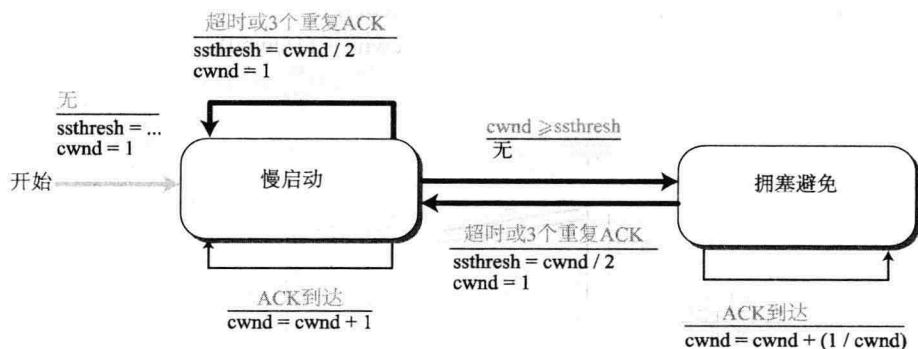 超时或3个重复ACK
ssthresh = cwnd / 2
cwnd = 1
无
ssthresh = ...
cwnd = 1
开始
慢启动
cwnd ⩾ssthresh
无
拥塞避免
超时或3个重复ACK
ssthresh = cwnd / 2
cwnd = 1
ACK到达
cwnd = cwnd + 1
ACK到达
cwnd = cwnd + (1 / cwnd)